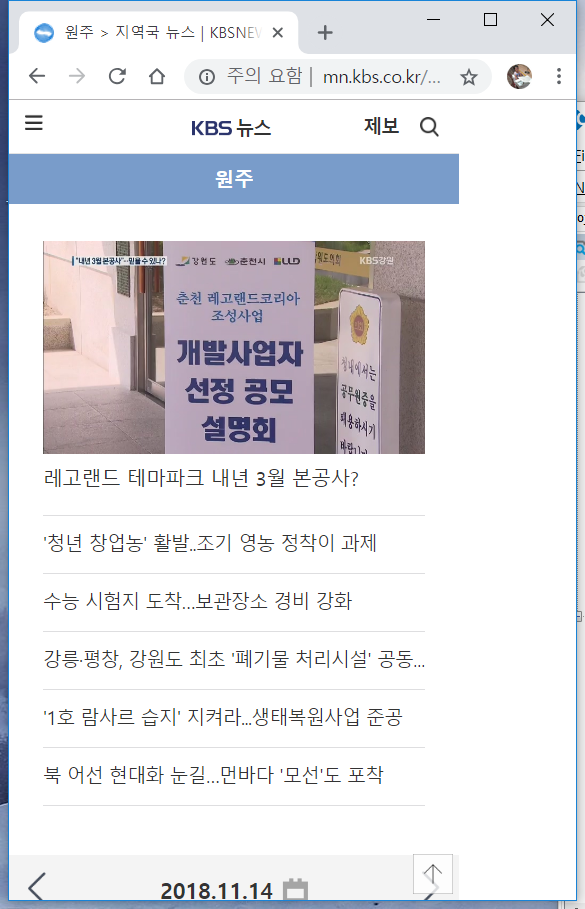 원주 > 지역국 뉴스 | KBSNEW
주의 요함 | mn.kbs.co.kr/...
KBS 뉴스 제보
원주
"내년 3월 본공사"…믿을 수 있나?
강원도 춘천시 LLD
KBS강원
춘천 레고랜드코리아
조성사업
개발사업자
선정 공모
설명회
청내에서는
공무원증을
패용하시기
바랍니다
레고랜드 테마파크 내년 3월 본공사?
'청년 창업농' 활발..조기 영농 정착이 과제
수능 시험지 도착...보관장소 경비 강화
강릉·평창, 강원도 최초 '폐기물 처리시설' 공동...
'1호 람사르 습지' 지켜라...생태복원사업 준공
북 어선 현대화 눈길...먼바다 '모선'도 포착
2018.11.14